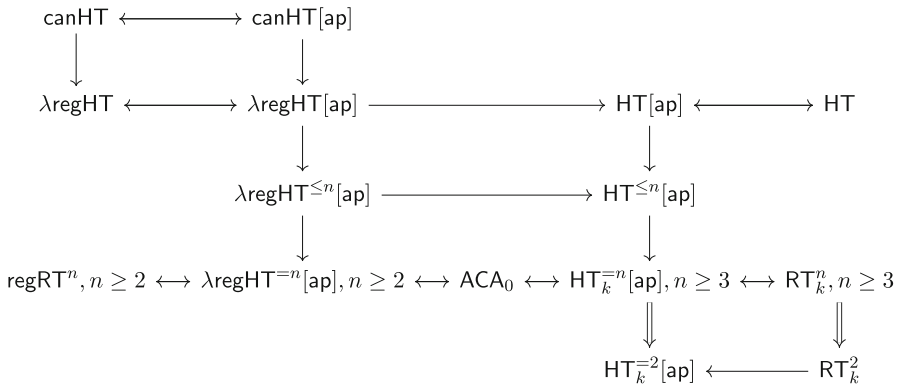 canHT ⟷ canHT[ap]
λregHT ⟷ λregHT[ap] ⟶ HT[ap] ⟷ HT
λregHT^{≤n}[ap] ⟶ HT^{≤n}[ap]
regRT^n, n ≥ 2 ⟷ λregHT^{=n}[ap], n ≥ 2 ⟷ ACA_0 ⟷ HT_k^{=n}[ap], n ≥ 3 ⟷ RT_k^n, n ≥ 3
HT_k^{=2}[ap] ⟵ RT_k^2